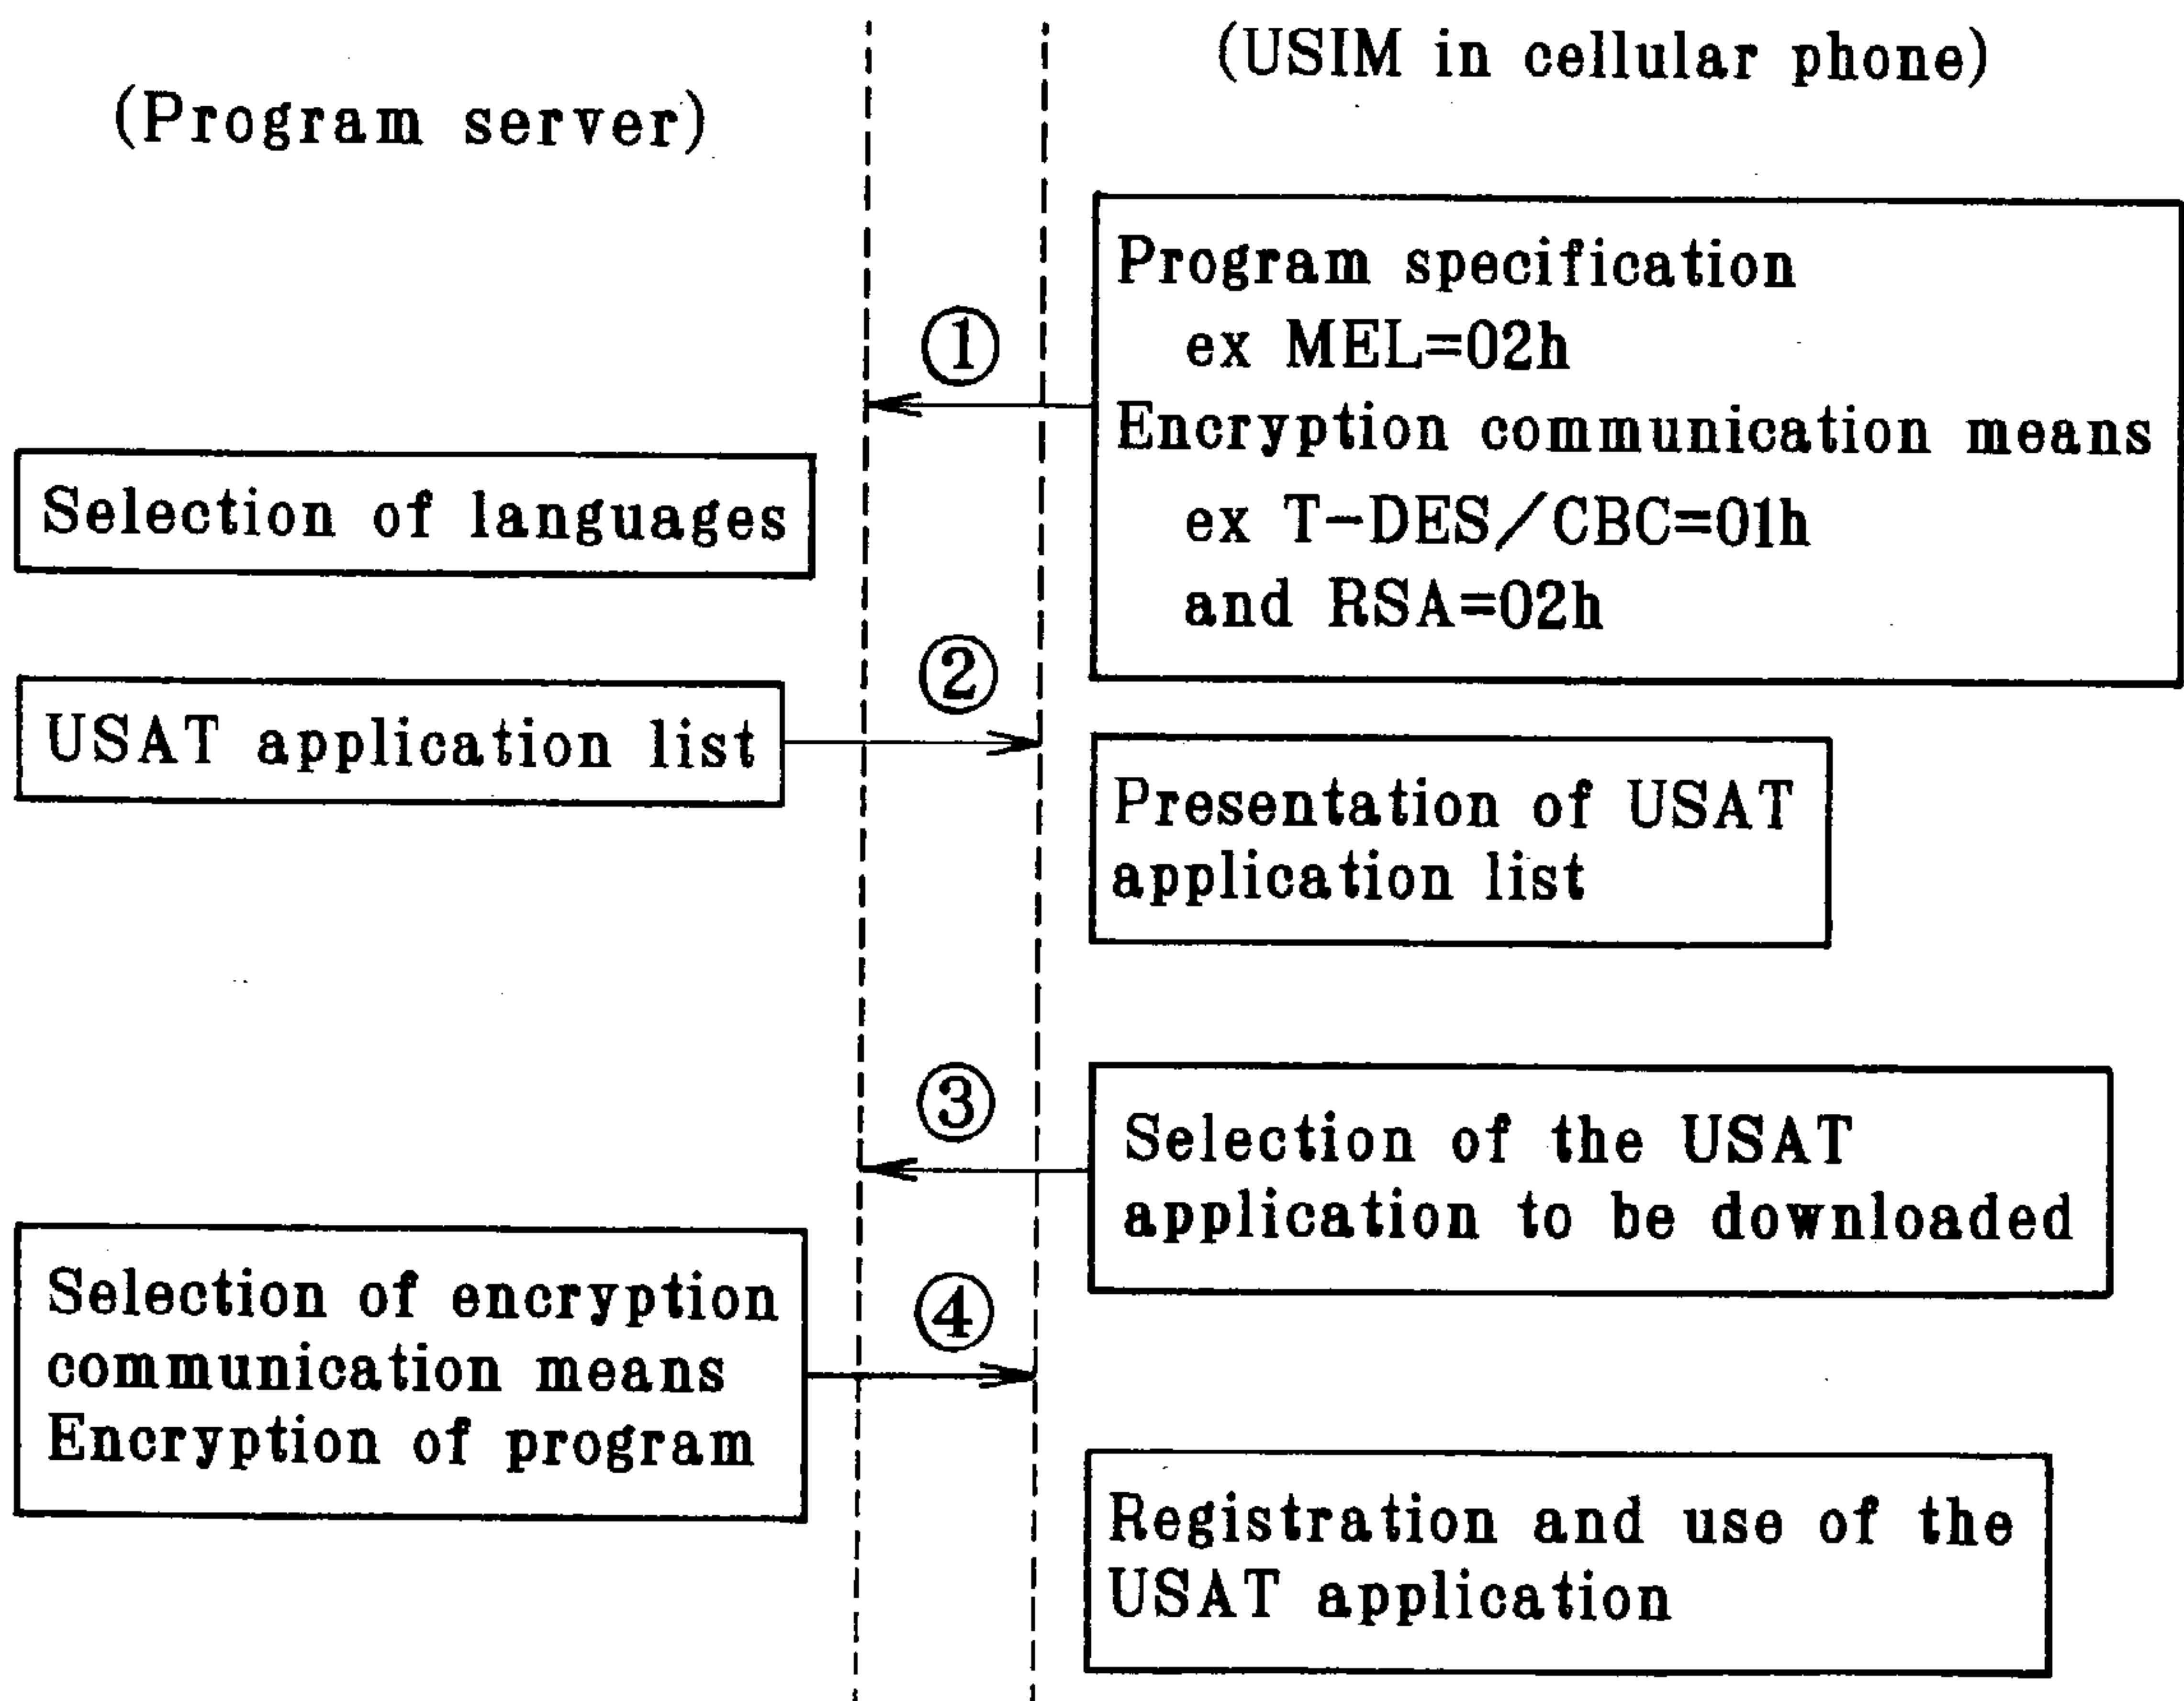 (USIM in cellular phone)
(Program server)
Program specification
ex MEL=02h
①
Encryption communication means
Selection of languages
ex T-DES/CBC=01h
and RSA=02h
②
USAT application list
Presentation of USAT
application list
③
Selection of the USAT
application to be downloaded
Selection of encryption
communication means
Encryption of program
④
Registration and use of the
USAT application